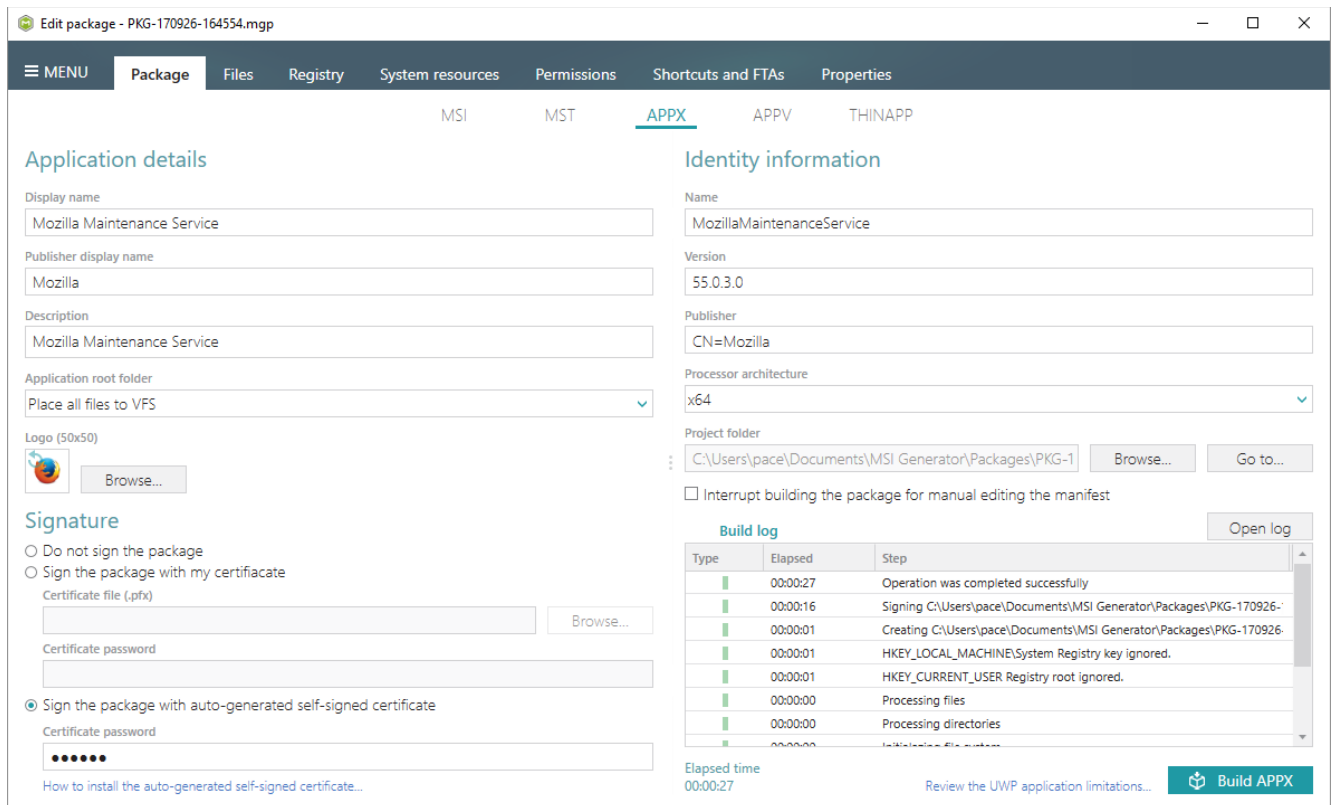 Edit package - PKG-170926-164554.mgp
MENU Package Files Registry System resources Permissions Shortcuts and FTAs Properties
MSI MST APPX APPV THINAPP
Application details
Display name
Mozilla Maintenance Service
Publisher display name
Mozilla
Description
Mozilla Maintenance Service
Application root folder
Place all files to VFS
Logo (50x50)
Browse...
Signature
Do not sign the package
Sign the package with my certifiacate
Certificate file (.pfx)
Browse...
Certificate password
Sign the package with auto-generated self-signed certificate
Certificate password
••••••
How to install the auto-generated self-signed certificate...
Identity information
Name
MozillaMaintenanceService
Version
55.0.3.0
Publisher
CN=Mozilla
Processor architecture
x64
Project folder
C:\Users\pace\Documents\MSI Generator\Packages\PKG-1 Browse... Go to...
Interrupt building the package for manual editing the manifest
Build log Open log
Type Elapsed Step
00:00:27 Operation was completed successfully
00:00:16 Signing C:\Users\pace\Documents\MSI Generator\Packages\PKG-170926-
00:00:01 Creating C:\Users\pace\Documents\MSI Generator\Packages\PKG-170926-
00:00:01 HKEY_LOCAL_MACHINE\System Registry key ignored.
00:00:01 HKEY_CURRENT_USER Registry root ignored.
00:00:00 Processing files
00:00:00 Processing directories
00:00:00 file system
Elapsed time
00:00:27 Review the UWP application limitations... Build APPX